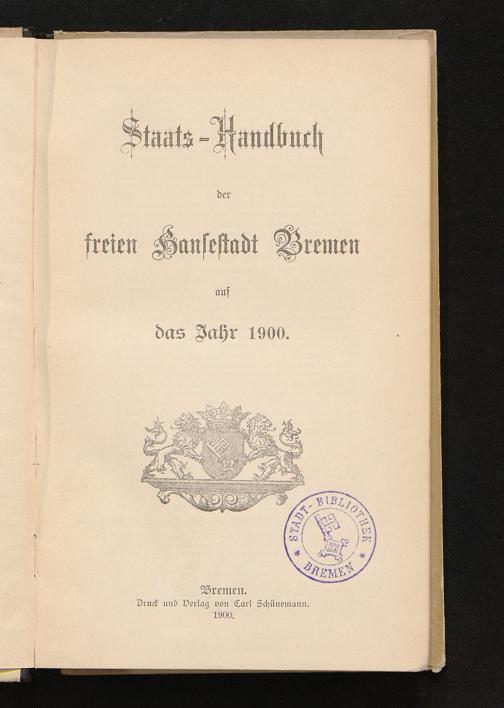 Staats-Handbuch
der
freien Hansestadt Bremen
auf
das Jahr 1900.
STADT-BIBLIOTHEK
* BREMEN *
Bremen.
Druck und Verlag von Carl Schünemann.
1900.